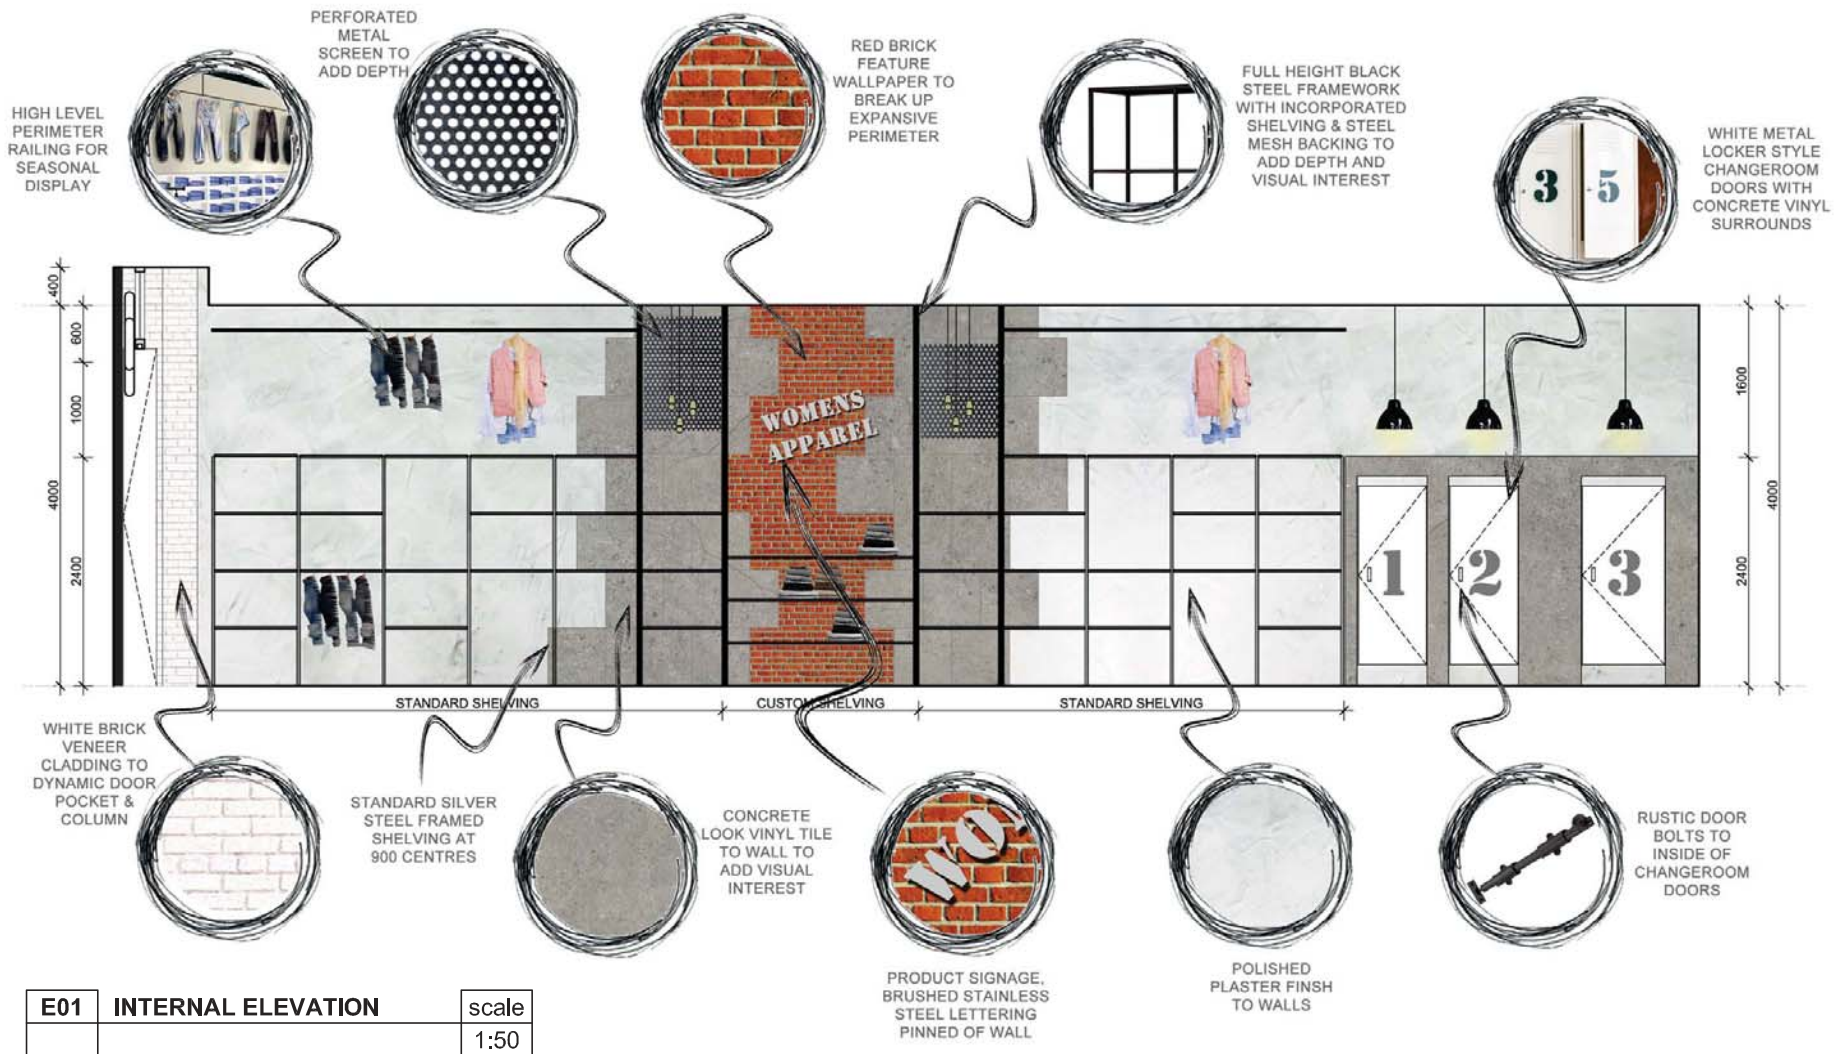 PERFORATED
METAL
SCREEN TO
ADD DEPTH
HIGH LEVEL
PERIMETER
RAILING FOR
SEASONAL
DISPLAY
RED BRICK
FEATURE
WALLPAPER TO
BREAK UP
EXPANSIVE
PERIMETER
FULL HEIGHT BLACK
STEEL FRAMEWORK
WITH INCORPORATED
SHELVING & STEEL
MESH BACKING TO
ADD DEPTH AND
VISUAL INTEREST
3 5
WHITE METAL
LOCKER STYLE
CHANGEROOM
DOORS WITH
CONCRETE VINYL
SURROUNDS
400
600
1000
4000
2400
WOMENS
APPAREL
1 2 3
1600
4000
2400
STANDARD SHELVING
CUSTOM SHELVING
STANDARD SHELVING
WHITE BRICK
VENEER
CLADDING TO
DYNAMIC DOOR
POCKET &
COLUMN
STANDARD SILVER
STEEL FRAMED
SHELVING AT
900 CENTRES
CONCRETE
LOOK VINYL TILE
TO WALL TO
ADD VISUAL
INTEREST
WO
PRODUCT SIGNAGE,
BRUSHED STAINLESS
STEEL LETTERING
PINNED OF WALL
POLISHED
PLASTER FINSH
TO WALLS
RUSTIC DOOR
BOLTS TO
INSIDE OF
CHANGEROOM
DOORS
E01 INTERNAL ELEVATION scale
1:50